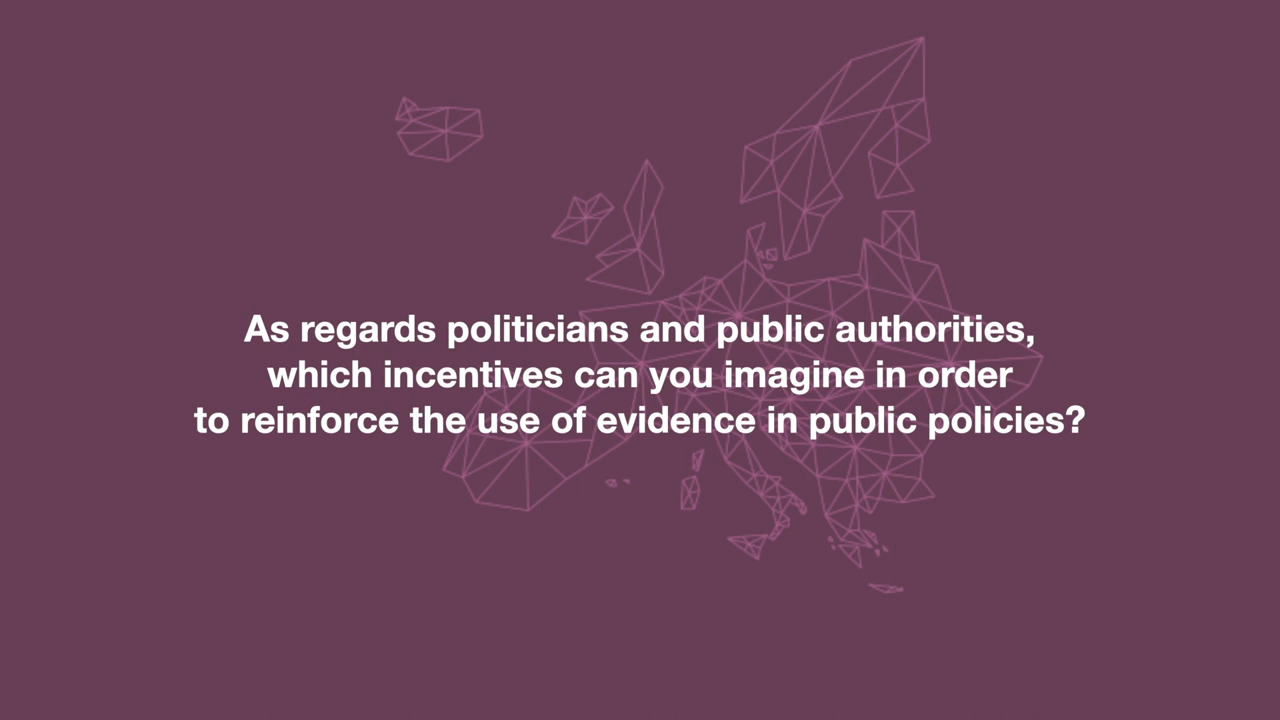 As regards politicians and public authorities,
which incentives can you imagine in order
to reinforce the use of evidence in public policies?